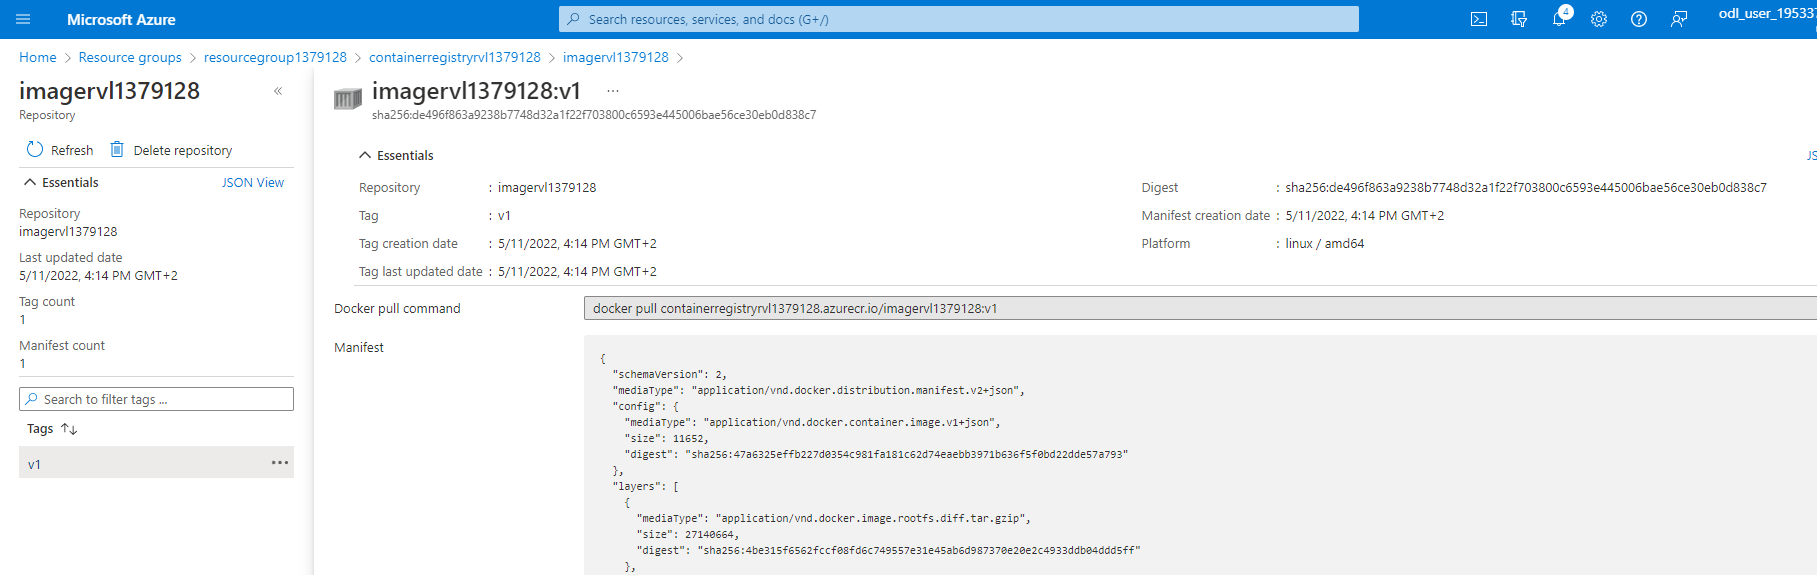 Microsoft Azure
Search resources, services, and docs (G+/)
4
odl_user_19533
Home > Resource groups > resourcegroup1379128 > containerregistryrvl1379128 > imagervl1379128 >
imagervl1379128
«
Repository
Refresh
Delete repository
Essentials
JSON View
Repository
imagervl1379128
Last updated date
5/11/2022, 4:14 PM GMT+2
Tag count
1
Manifest count
1
Search to filter tags ...
Tags ↑↓
v1
...
imagervl1379128:v1
...
sha256:de496f863a9238b7748d32a1f22f703800c6593e445006bae56ce30eb0d838c7
Essentials
JS
Repository : imagervl1379128
Tag : v1
Tag creation date : 5/11/2022, 4:14 PM GMT+2
Tag last updated date : 5/11/2022, 4:14 PM GMT+2
Digest : sha256:de496f863a9238b7748d32a1f22f703800c6593e445006bae56ce30eb0d838c7
Manifest creation date : 5/11/2022, 4:14 PM GMT+2
Platform : linux / amd64
Docker pull command
docker pull containerregistryrvl1379128.azurecr.io/imagervl1379128:v1
Manifest
{
"schemaVersion": 2,
"mediaType": "application/vnd.docker.distribution.manifest.v2+json",
"config": {
"mediaType": "application/vnd.docker.container.image.v1+json",
"size": 11652,
"digest": "sha256:47a6325effb227d0354c981fa181c62d74eaebb3971b636f5f0bd22dde57a793"
},
"layers": [
{
"mediaType": "application/vnd.docker.image.rootfs.diff.tar.gzip",
"size": 27140664,
"digest": "sha256:4be315f6562fccf08fd6c749557e31e45ab6d987370e20e2c4933ddb04ddd5ff"
},